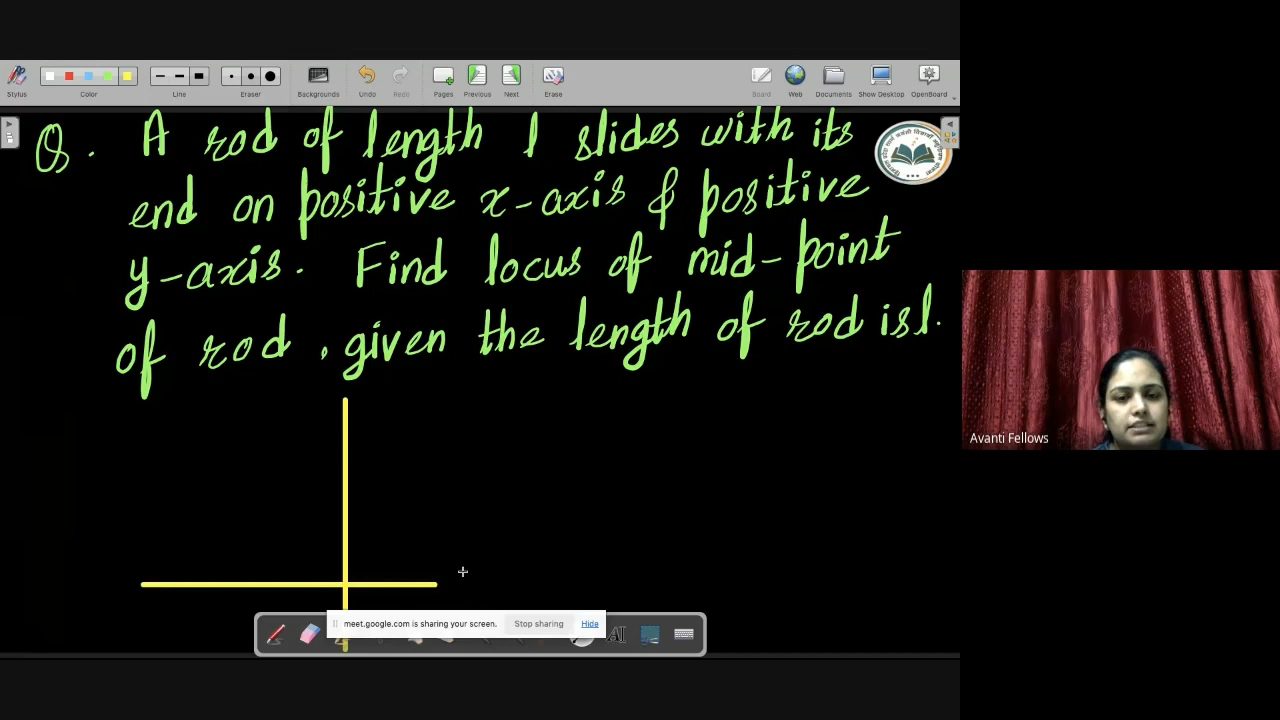 Stylus Color Line Eraser Backgrounds Undo Redo Pages Previous Next Erase Board Web Documents Show Desktop OpenBoard
Q. A rod of length l slides with its
end on positive x-axis & positive
y-axis. Find locus of mid-point
of rod, given the length of rod is l.
Avanti Fellows
meet.google.com is sharing your screen. Stop sharing Hide
AI